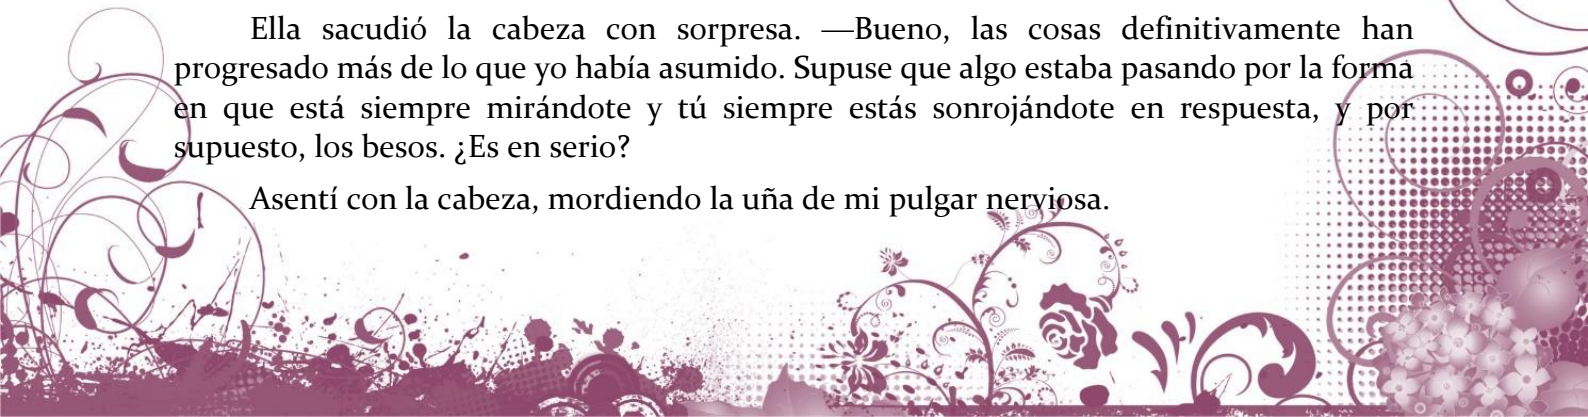 Ella sacudió la cabeza con sorpresa. —Bueno, las cosas definitivamente han
progresado más de lo que yo había asumido. Supuse que algo estaba pasando por la forma
en que está siempre mirándote y tú siempre estás sonrojándote en respuesta, y por
supuesto, los besos. ¿Es en serio?
Asentí con la cabeza, mordiendo la uña de mi pulgar nerviosa.